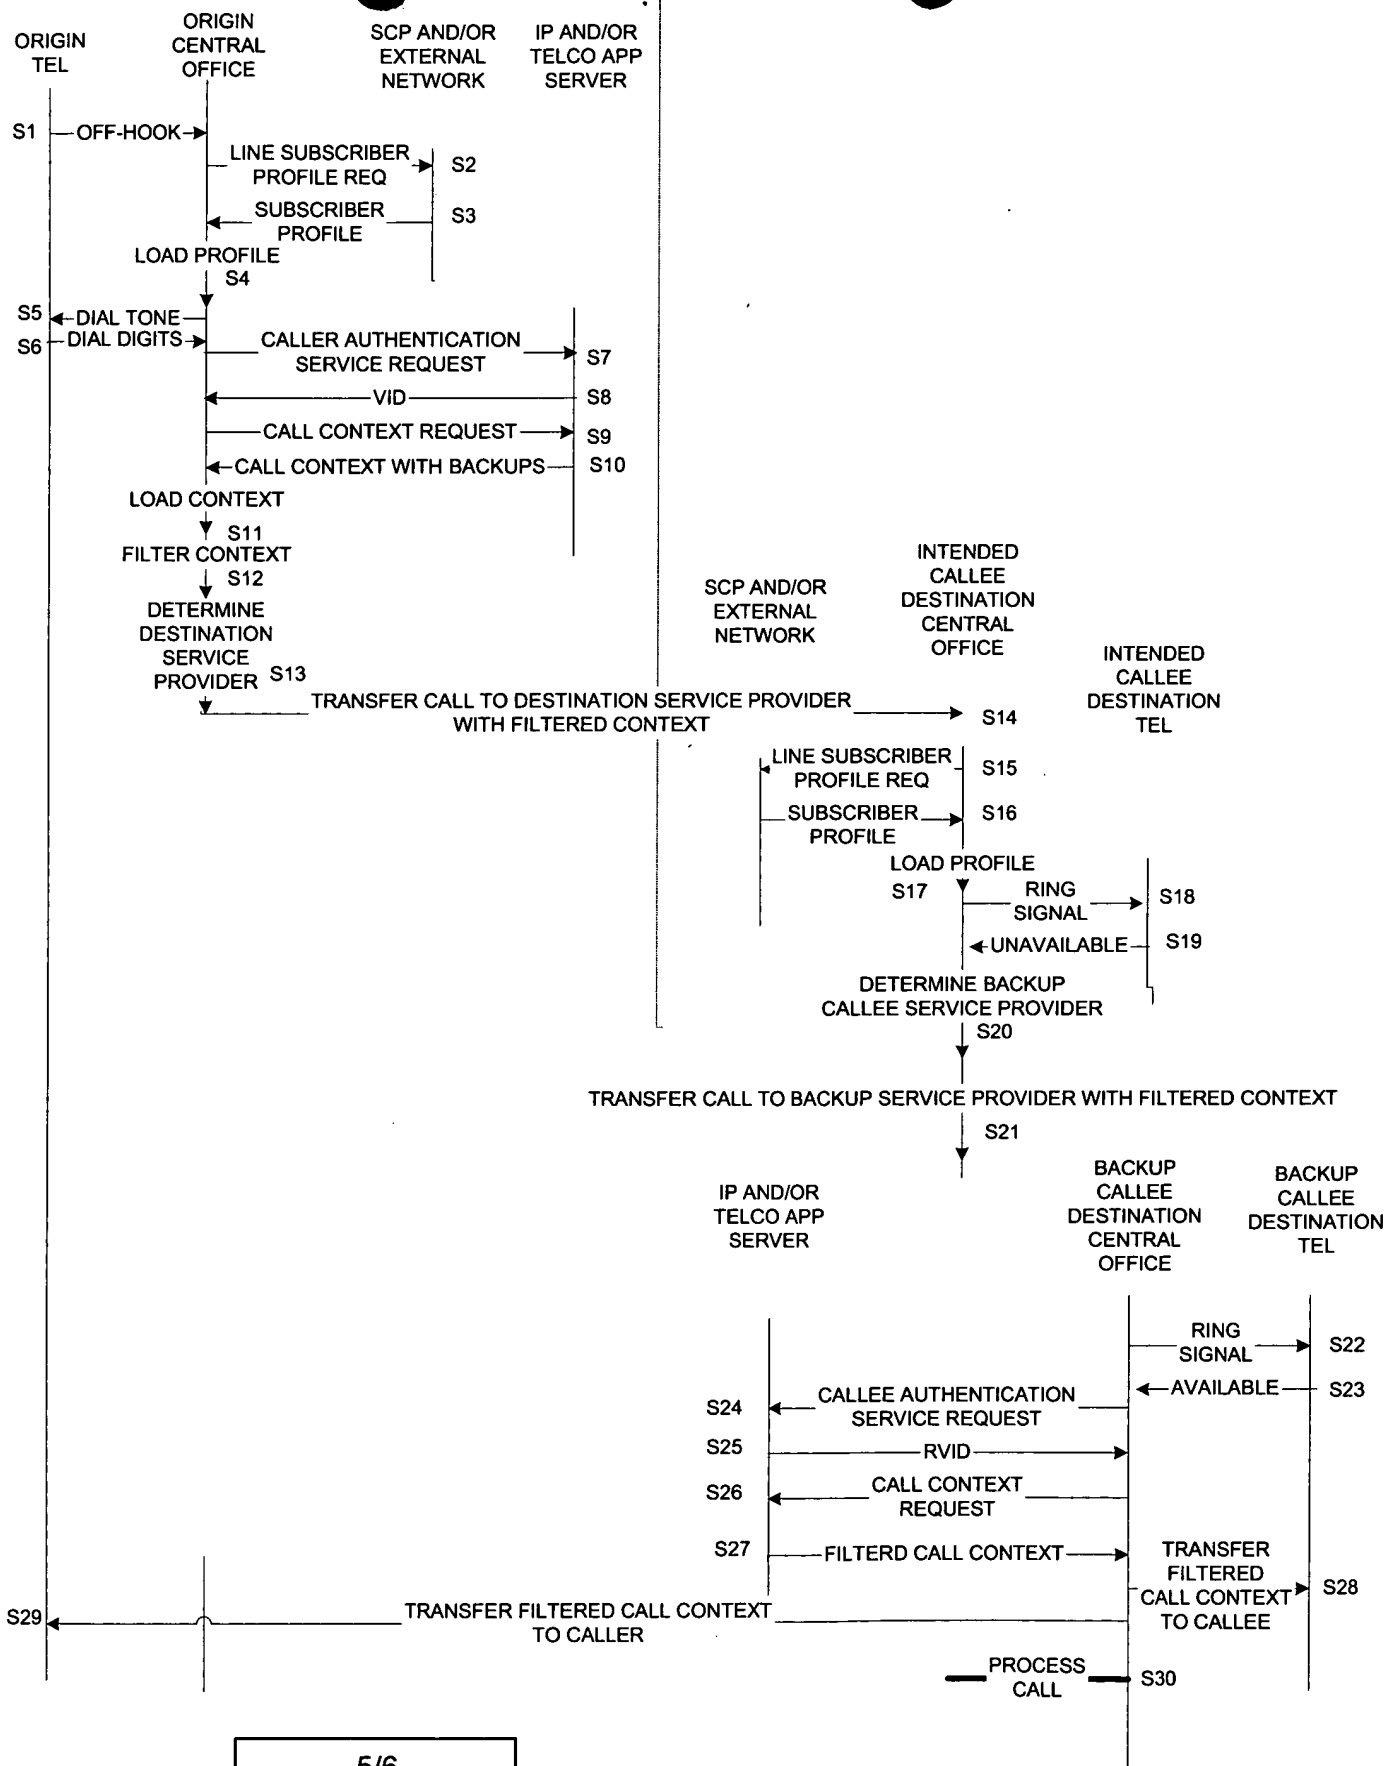 ORIGIN
TEL
ORIGIN
CENTRAL
OFFICE
SCP AND/OR
EXTERNAL
NETWORK
IP AND/OR
TELCO APP
SERVER
S1
OFF-HOOK
LINE SUBSCRIBER
PROFILE REQ
S2
SUBSCRIBER
PROFILE
S3
LOAD PROFILE
S4
S5
DIAL TONE
S6
DIAL DIGITS
CALLER AUTHENTICATION
SERVICE REQUEST
S7
VID
S8
CALL CONTEXT REQUEST
S9
CALL CONTEXT WITH BACKUPS
S10
LOAD CONTEXT
S11
FILTER CONTEXT
S12
DETERMINE
DESTINATION
SERVICE
PROVIDER
S13
SCP AND/OR
EXTERNAL
NETWORK
INTENDED
CALLEE
DESTINATION
CENTRAL
OFFICE
INTENDED
CALLEE
DESTINATION
TEL
TRANSFER CALL TO DESTINATION SERVICE PROVIDER
WITH FILTERED CONTEXT
S14
LINE SUBSCRIBER
PROFILE REQ
S15
SUBSCRIBER
PROFILE
S16
LOAD PROFILE
S17
RING
SIGNAL
S18
UNAVAILABLE
S19
DETERMINE BACKUP
CALLEE SERVICE PROVIDER
S20
TRANSFER CALL TO BACKUP SERVICE PROVIDER WITH FILTERED CONTEXT
S21
IP AND/OR
TELCO APP
SERVER
BACKUP
CALLEE
DESTINATION
CENTRAL
OFFICE
BACKUP
CALLEE
DESTINATION
TEL
RING
SIGNAL
S22
AVAILABLE
S23
S24
CALLEE AUTHENTICATION
SERVICE REQUEST
S25
RVID
S26
CALL CONTEXT
REQUEST
S27
FILTERD CALL CONTEXT
TRANSFER
FILTERED
CALL CONTEXT
TO CALLEE
S28
S29
TRANSFER FILTERED CALL CONTEXT
TO CALLER
PROCESS
CALL
S30
5/6